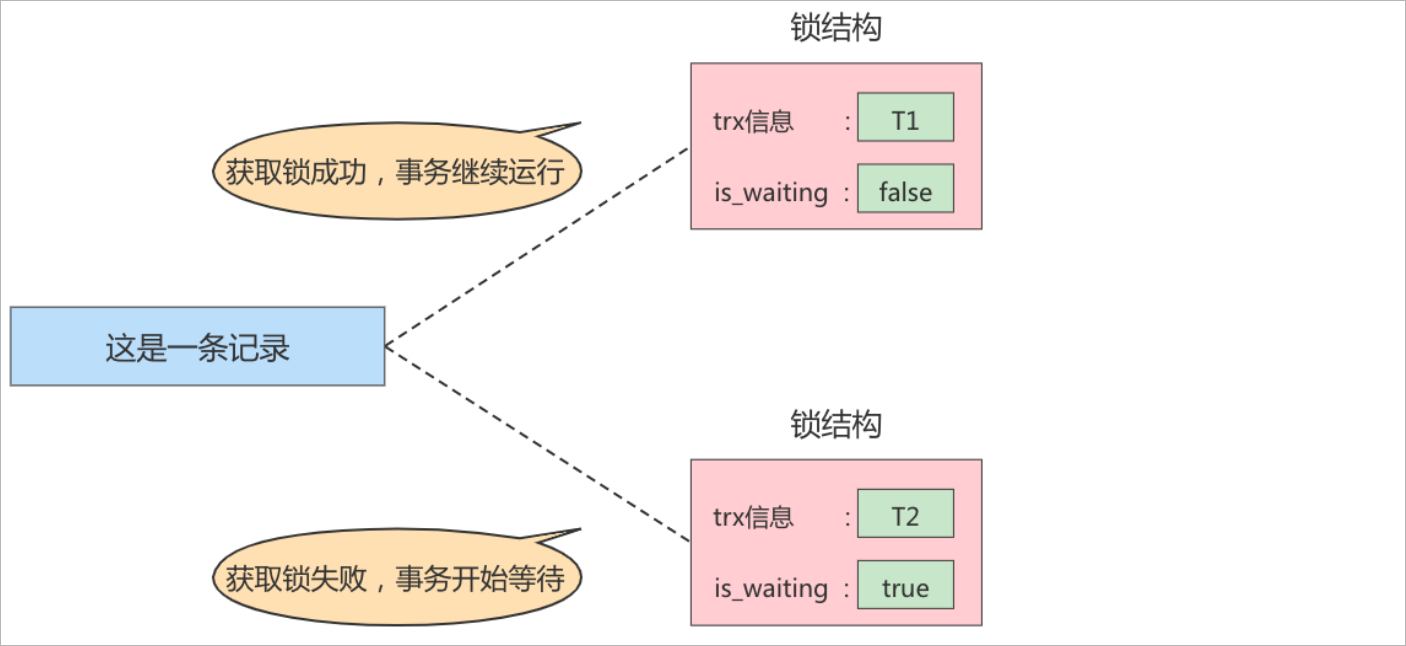 锁结构
trx信息 : T1
获取锁成功，事务继续运行
is_waiting : false
这是一条记录
锁结构
trx信息 : T2
获取锁失败，事务开始等待
is_waiting : true